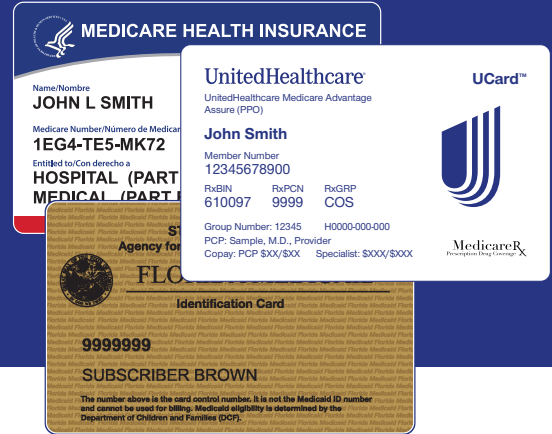 MEDICARE HEALTH INSURANCE
Name/Nombre
JOHN L SMITH
Medicare Number/Número de
1EG4-TE5-MK72
Entitled to/Con derecho a
HOSPITAL (PART
MEDICAL (PART
UnitedHealthcare
UCard™
UnitedHealthcare Medicare Advantage
Assure (PPO)
John Smith
Member Number
12345678900
RxBIN RxPCN RxGRP
610097 9999 COS
Group Number: 12345 H0000-000-000
PCP: Sample, M.D., Provider
Copay: PCP $XX/$XX Specialist: $XXX/$XXX
MedicareRx
Prescription Drug Coverage
Agency for
Identification Card
9999999
SUBSCRIBER BROWN
The number above is the card control number. It is not the Medicaid ID number
and cannot be used for billing. Medicaid eligibility is determined by the
Department of Children and Families (DCF).